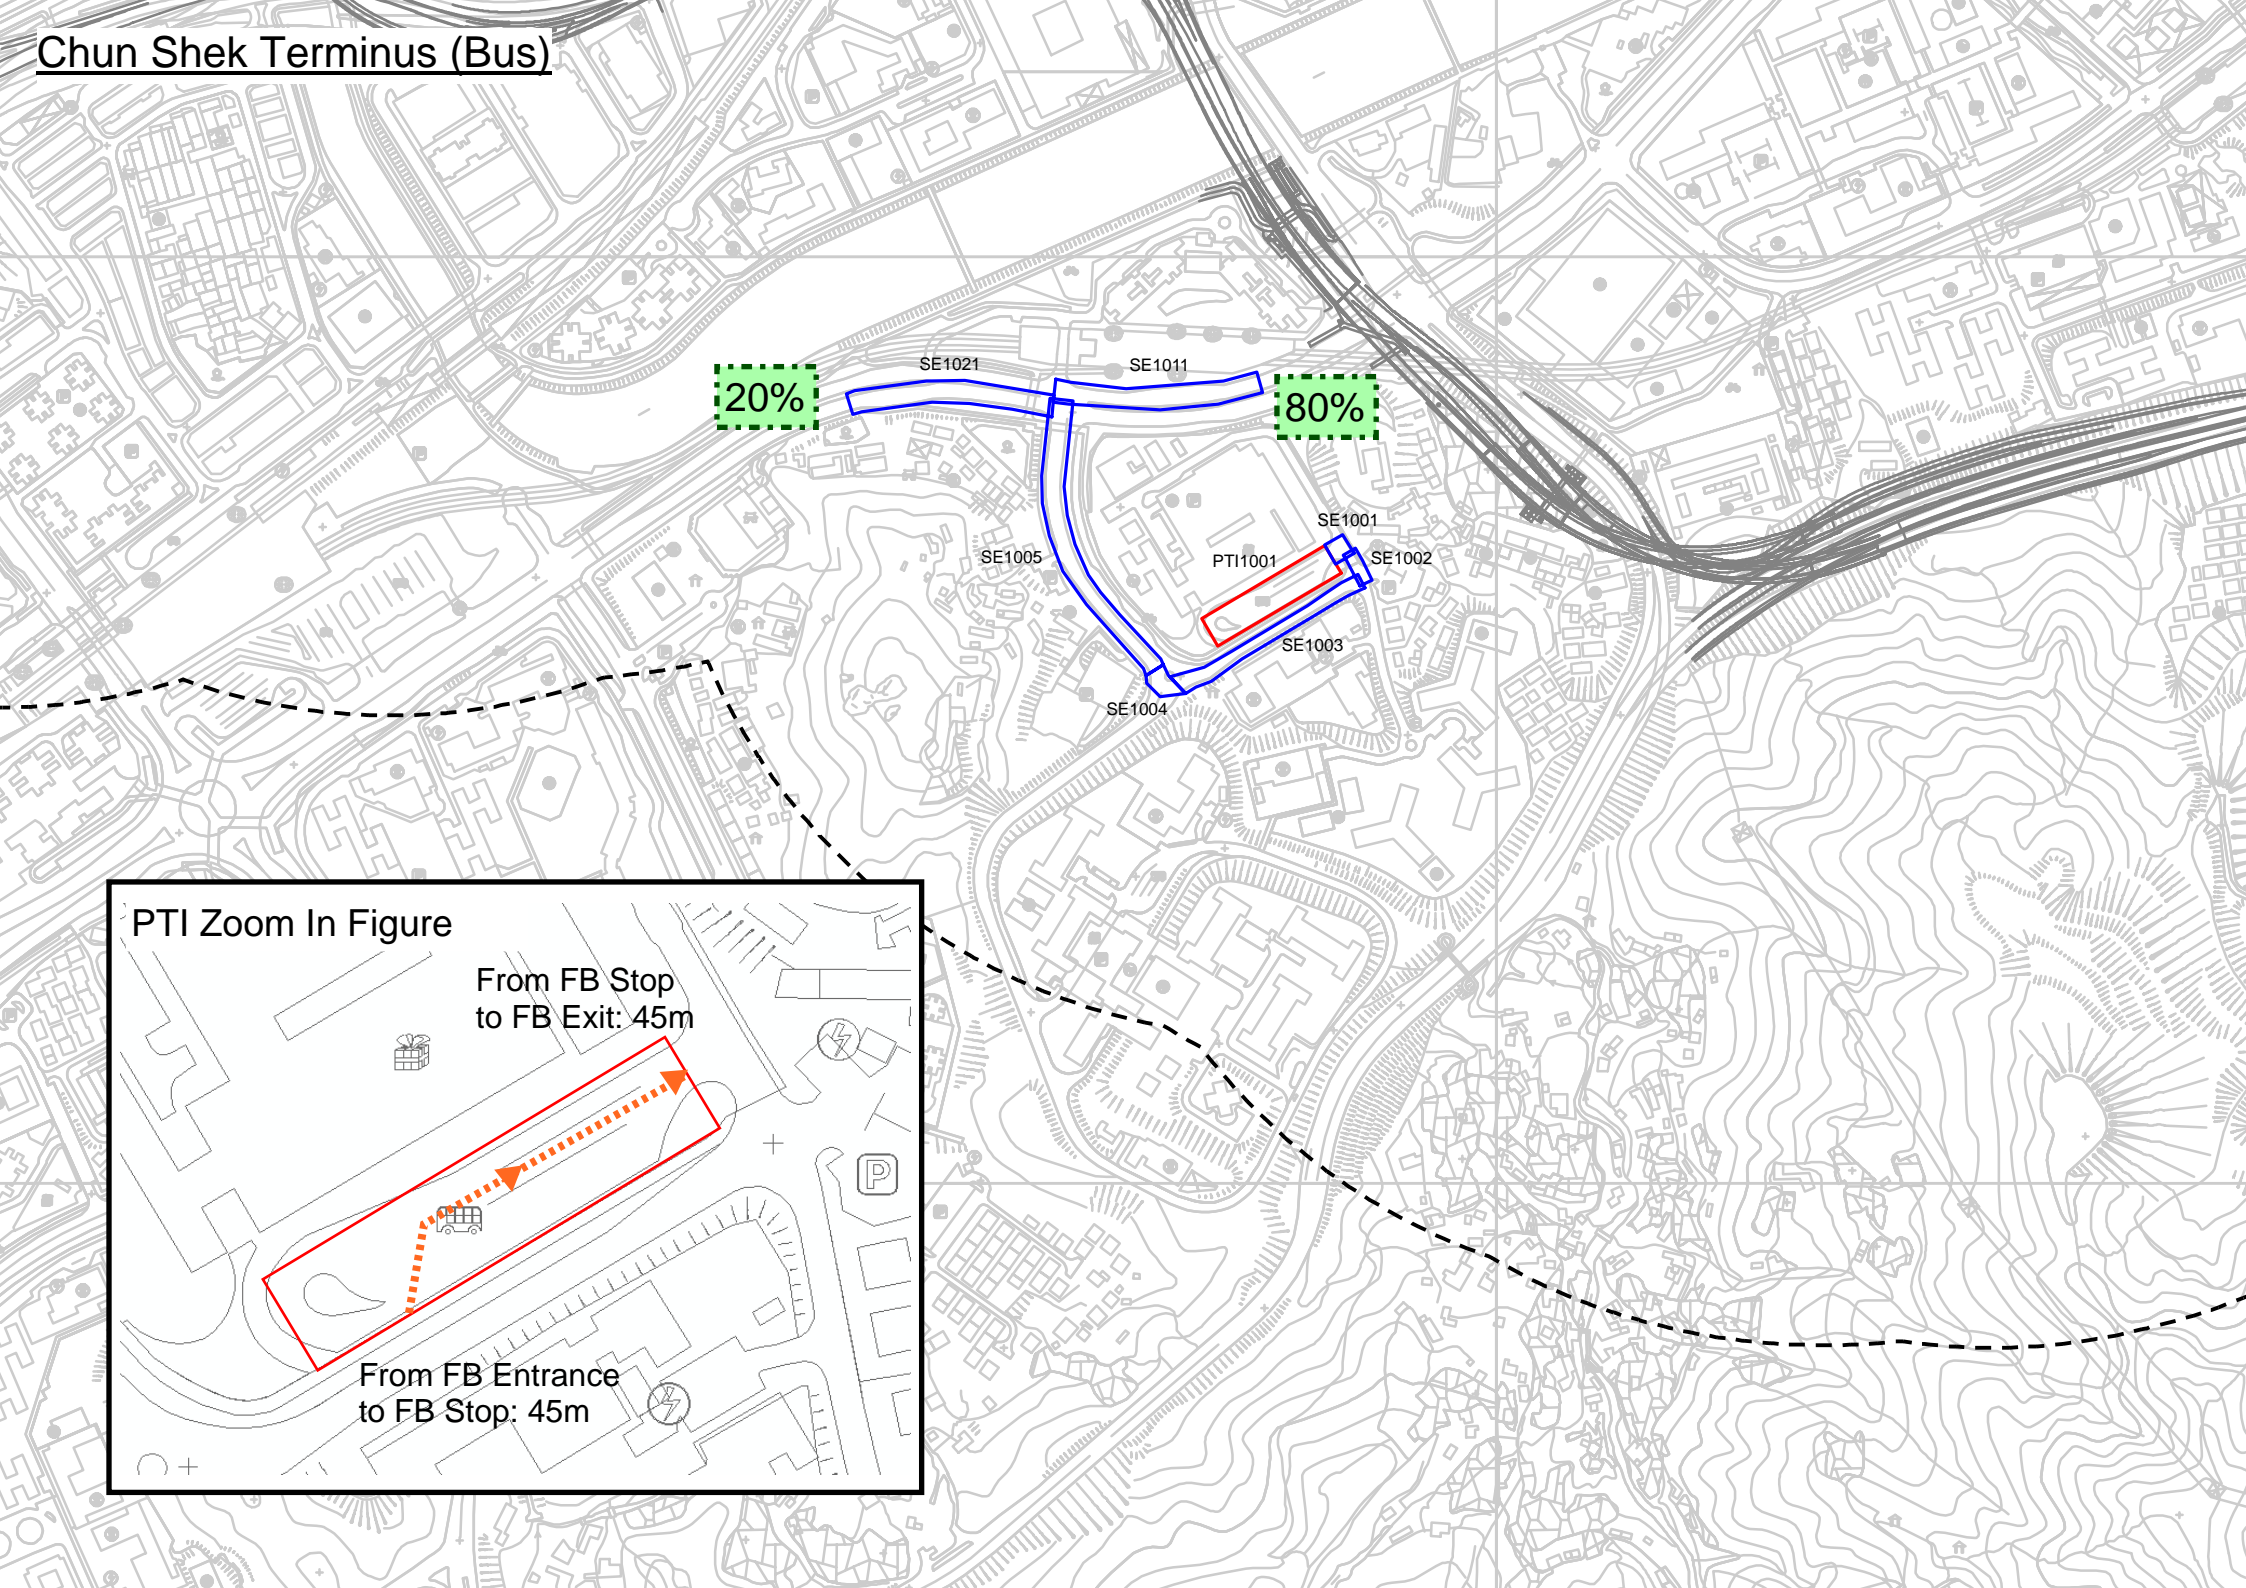 Chun Shek Terminus (Bus)
SE1021
SE1011
20%
80%
SE1001
SE1005
PTI1001
SE1002
SE1003
SE1004
PTI Zoom In Figure
From FB Stop
to FB Exit: 45m
P
From FB Entrance
to FB Stop: 45m